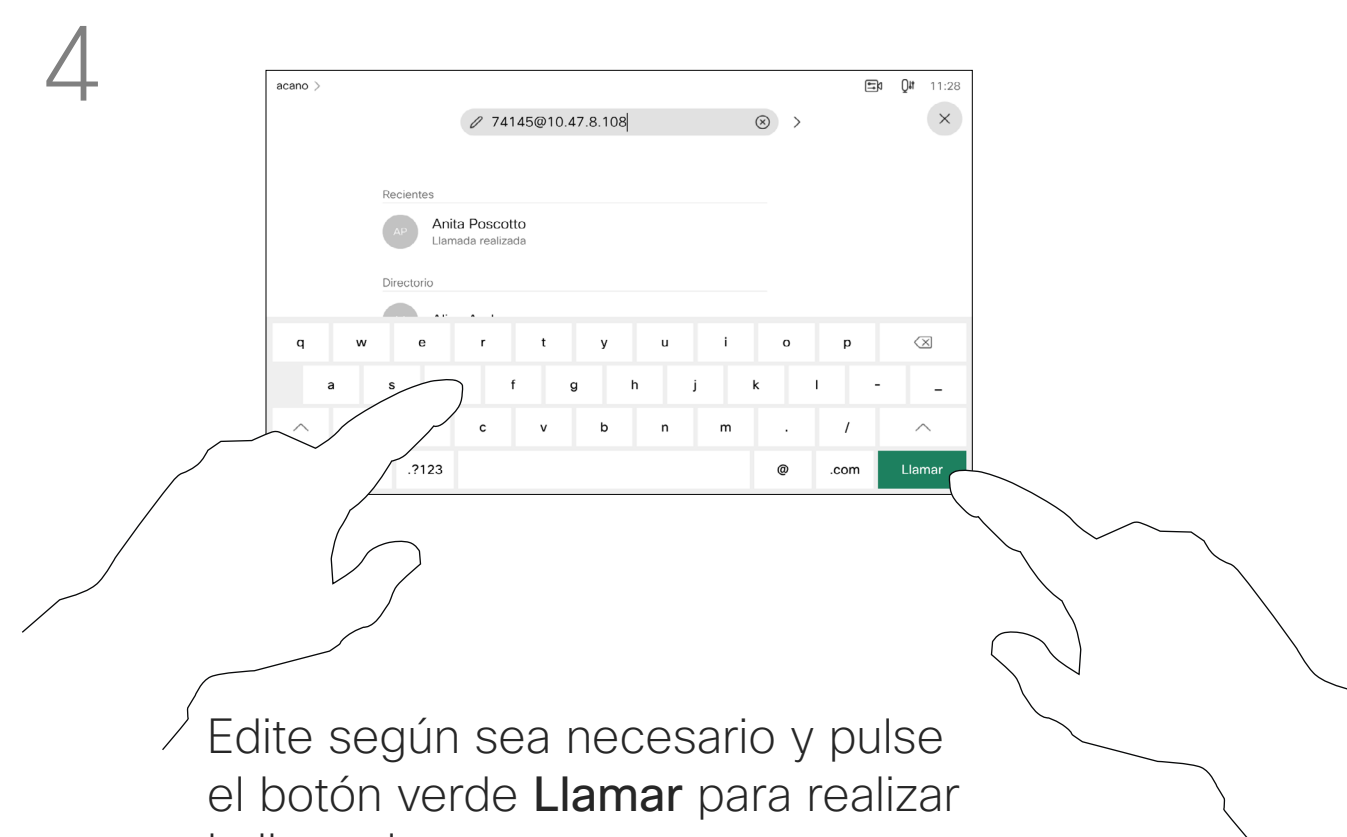 4
acano >
11:28
74145@10.47.8.108
Recientes
AP
Anita Poscotto
Llamada realizada
Directorio
q w e r t y u i o p
a s f g h j k l - _
c v b n m . /
.?123 @ .com Llamar
Edite según sea necesario y pulse
el botón verde Llamar para realizar